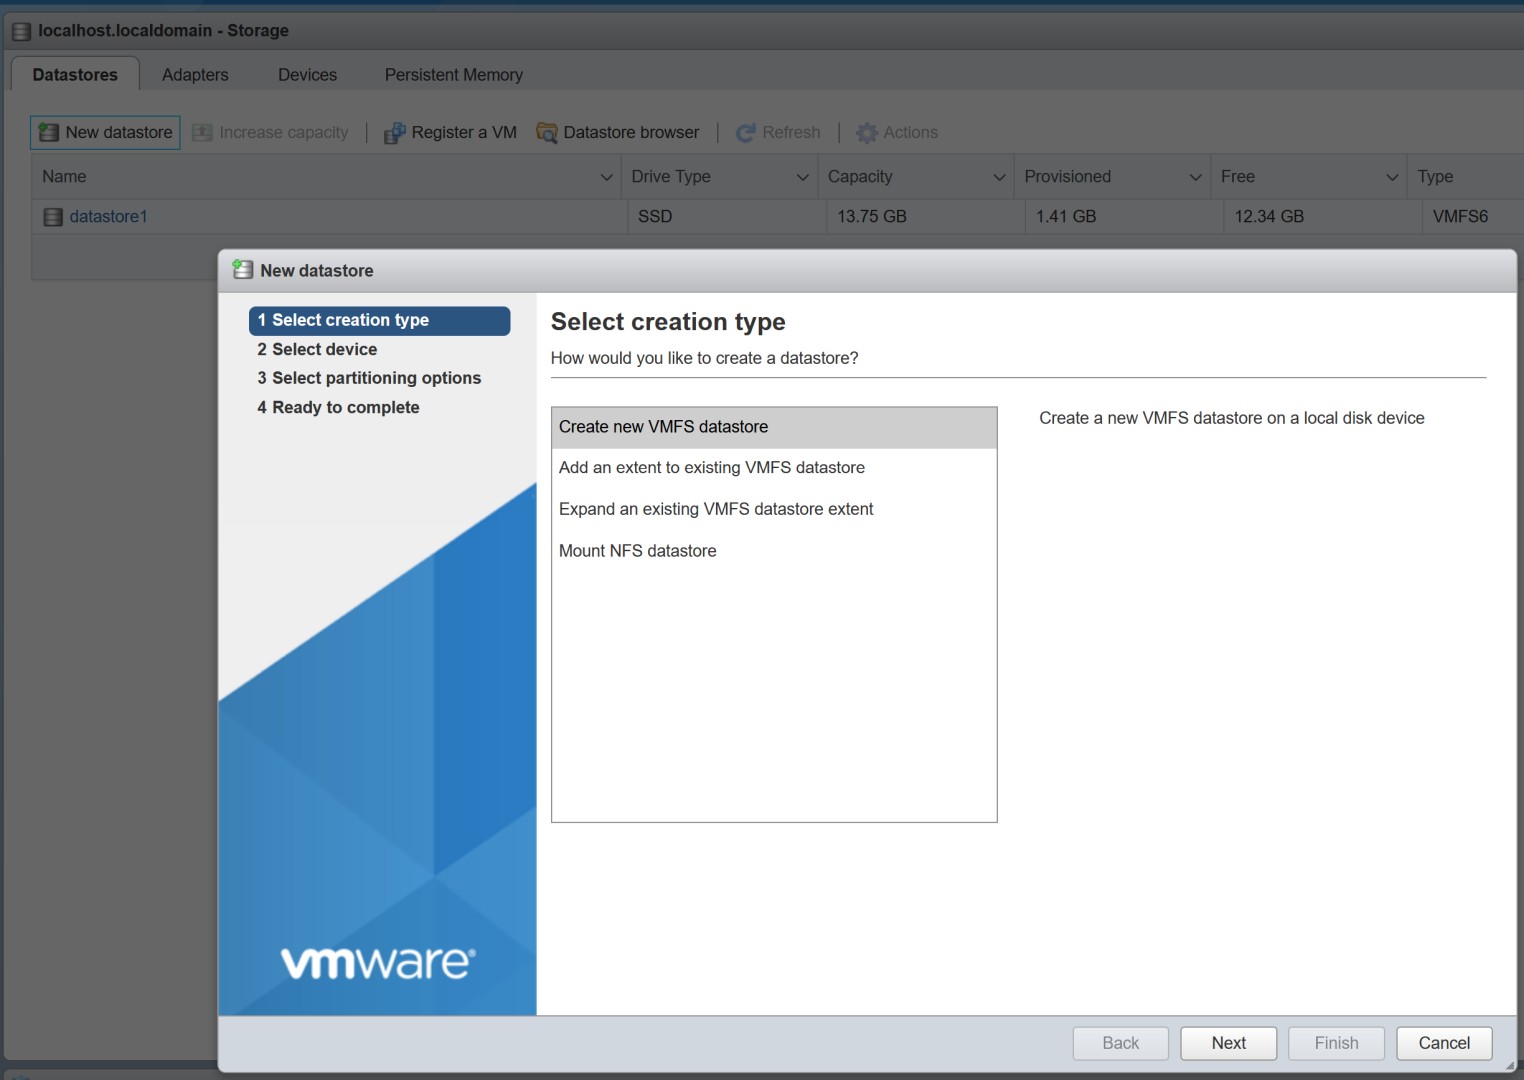 localhost.localdomain - Storage
Datastores Adapters Devices Persistent Memory
New datastore Increase capacity Register a VM Datastore browser Refresh Actions
Name Drive Type Capacity Provisioned Free Type
datastore1 SSD 13.75 GB 1.41 GB 12.34 GB VMFS6
New datastore
1 Select creation type
2 Select device
3 Select partitioning options
4 Ready to complete
Select creation type
How would you like to create a datastore?
Create new VMFS datastore
Add an extent to existing VMFS datastore
Expand an existing VMFS datastore extent
Mount NFS datastore
Create a new VMFS datastore on a local disk device
vmware®
Back Next Finish Cancel